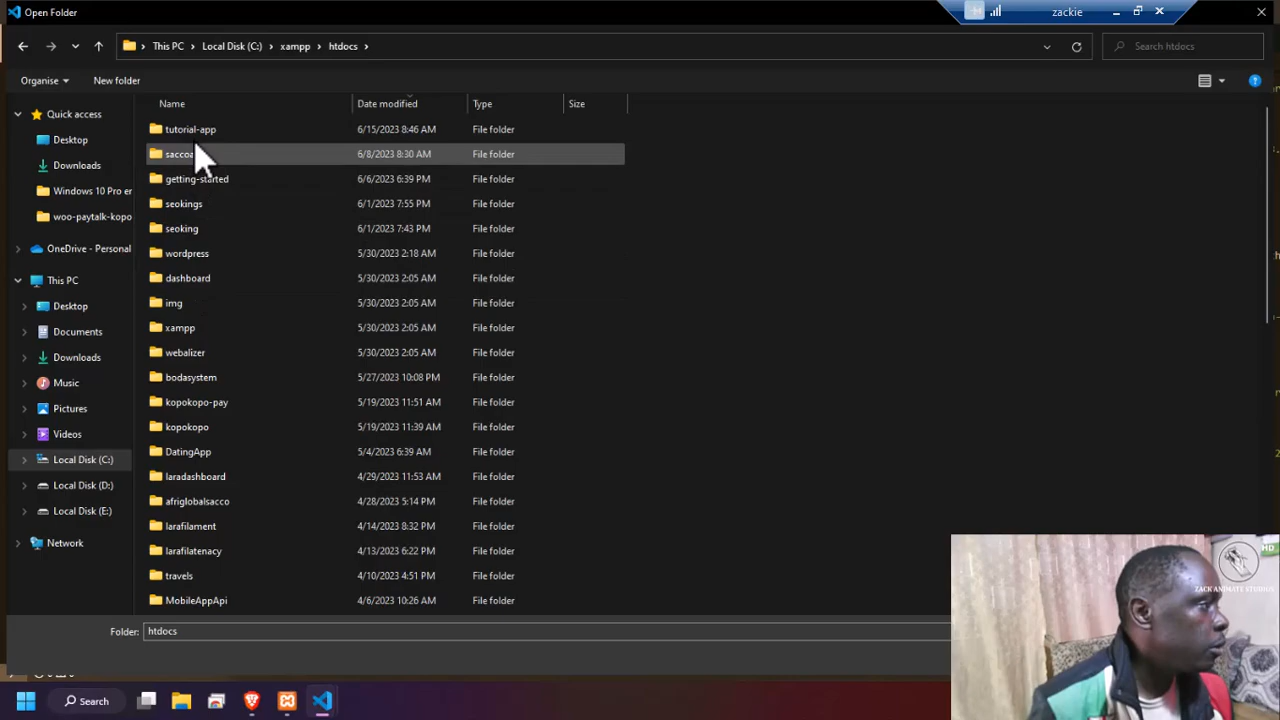 Open Folder
zackie
This PC
Local Disk (C:)
xampp
htdocs
Search htdocs
Organise
New folder
Name
Date modified
Type
Size
Quick access
Desktop
Downloads
Windows 10 Pro er
woo-paytalk-kopo
OneDrive - Personal
This PC
Desktop
Documents
Downloads
Music
Pictures
Videos
Local Disk (C:)
Local Disk (D:)
Local Disk (E:)
Network
tutorial-app 6/15/2023 8:46 AM File folder
saccoa 6/8/2023 8:30 AM File folder
getting-started 6/6/2023 6:39 PM File folder
seokings 6/1/2023 7:55 PM File folder
seoking 6/1/2023 7:43 PM File folder
wordpress 5/30/2023 2:18 AM File folder
dashboard 5/30/2023 2:05 AM File folder
img 5/30/2023 2:05 AM File folder
xampp 5/30/2023 2:05 AM File folder
webalizer 5/30/2023 2:05 AM File folder
bodasystem 5/27/2023 10:08 PM File folder
kopokopo-pay 5/19/2023 11:51 AM File folder
kopokopo 5/19/2023 11:39 AM File folder
DatingApp 5/4/2023 6:39 AM File folder
laradashboard 4/29/2023 11:53 AM File folder
afriglobalsacco 4/28/2023 5:14 PM File folder
larafilament 4/14/2023 8:32 PM File folder
larafilatenacy 4/13/2023 6:22 PM File folder
travels 4/10/2023 4:51 PM File folder
MobileAppApi 4/6/2023 10:26 AM File folder
Folder: htdocs
HD
ZACK ANIMATE STUDIOS
Search